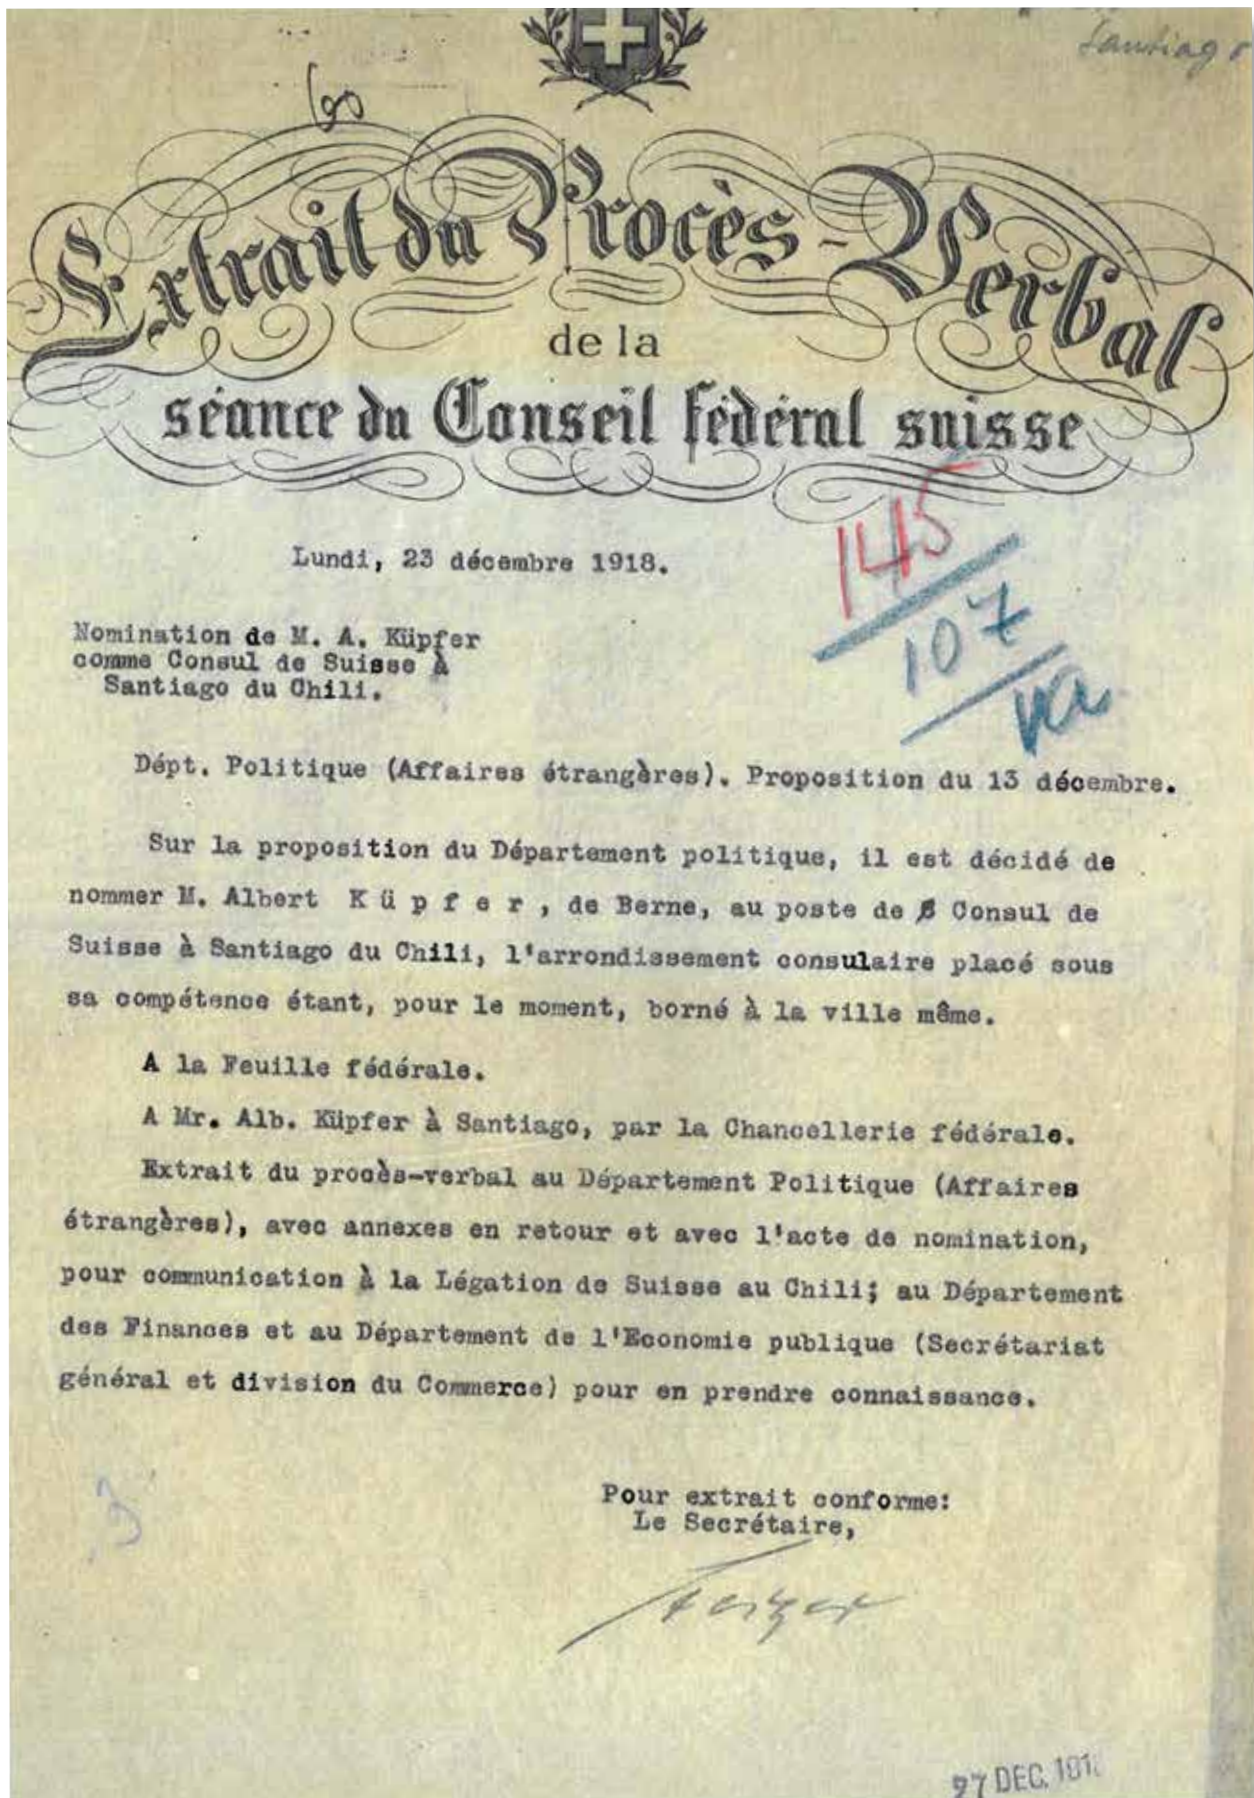 Santiago
Extrait du Procès-Verbal
de la
séance du Conseil fédéral suisse
145
107
Lundi, 23 décembre 1918.
Nomination de M. A. Küpfer
comme Consul de Suisse à
Santiago du Chili.
Dépt. Politique (Affaires étrangères). Proposition du 13 décembre.
Sur la proposition du Département politique, il est décidé de
nommer M. Albert K ü p f e r , de Berne, au poste de Consul de
Suisse à Santiago du Chili, l'arrondissement consulaire placé sous
sa compétence étant, pour le moment, borné à la ville même.
A la Feuille fédérale.
A Mr. Alb. Küpfer à Santiago, par la Chancellerie fédérale.
Extrait du procès-verbal au Département Politique (Affaires
étrangères), avec annexes en retour et avec l'acte de nomination,
pour communication à la Légation de Suisse au Chili; au Département
des Finances et au Département de l'Economie publique (Secrétariat
général et division du Commerce) pour en prendre connaissance.
Pour extrait conforme:
Le Secrétaire,
27 DEC. 191